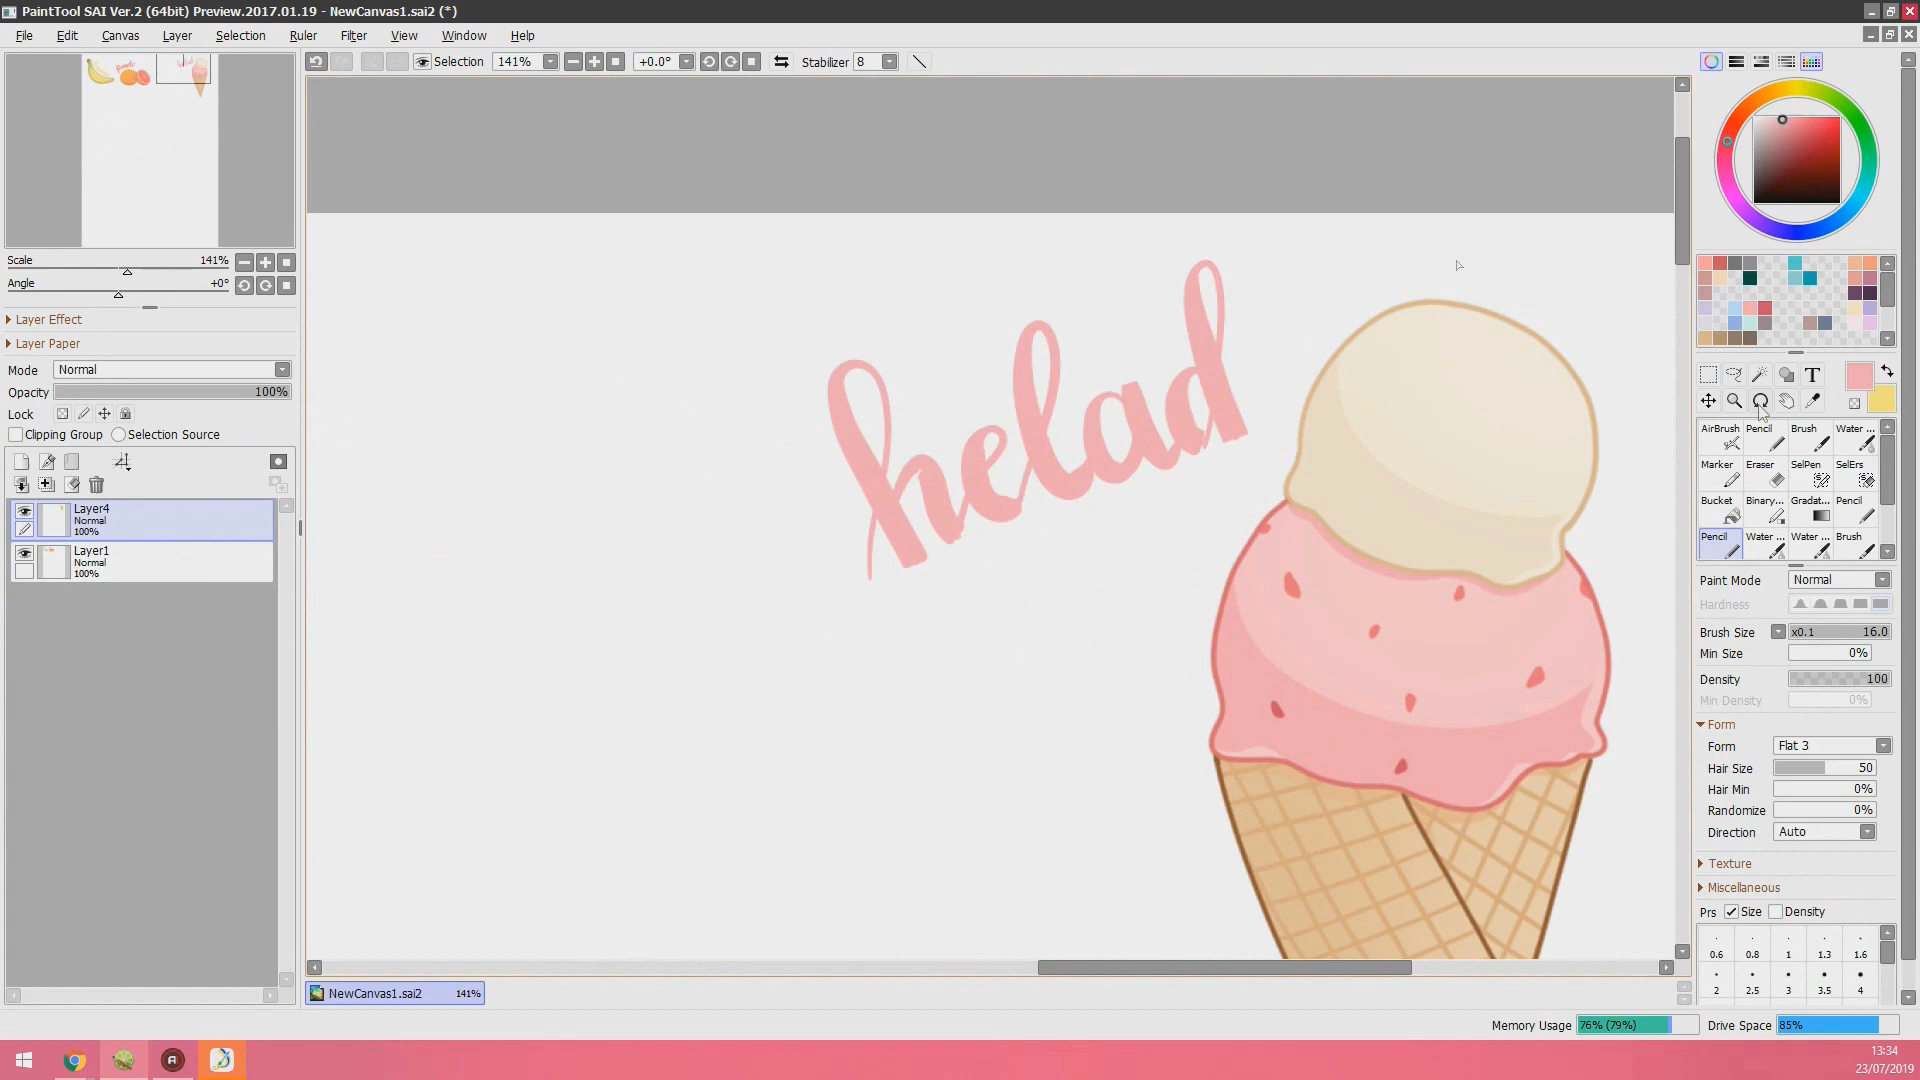 PaintTool SAI Ver.2 (64bit) Preview.2017.01.19 - NewCanvas1.sai2 (*)
File Edit Canvas Layer Selection Ruler Filter View Window Help
Selection 141% +0.0° Stabilizer 8
Scale 141%
Angle +0°
Layer Effect
Layer Paper
Mode Normal
Opacity 100%
Lock
Clipping Group Selection Source
Layer4
Normal
100%
Layer1
Normal
100%
helad
T
AirBrush Pencil Brush Water ...
Marker Eraser SelPen SelErs
Bucket Binary... Gradat... Pencil
Pencil Water ... Water ... Brush
Paint Mode Normal
Hardness
Brush Size x0.1 16.0
Min Size 0%
Density 100
Min Density 0%
Form
Form Flat 3
Hair Size 50
Hair Min 0%
Randomize 0%
Direction Auto
Texture
Miscellaneous
Prs Size Density
0.6 0.8 1 1.3 1.6
2 2.5 3 3.5 4
NewCanvas1.sai2 141%
Memory Usage 76% (79%) Drive Space 85%
13:34
23/07/2019